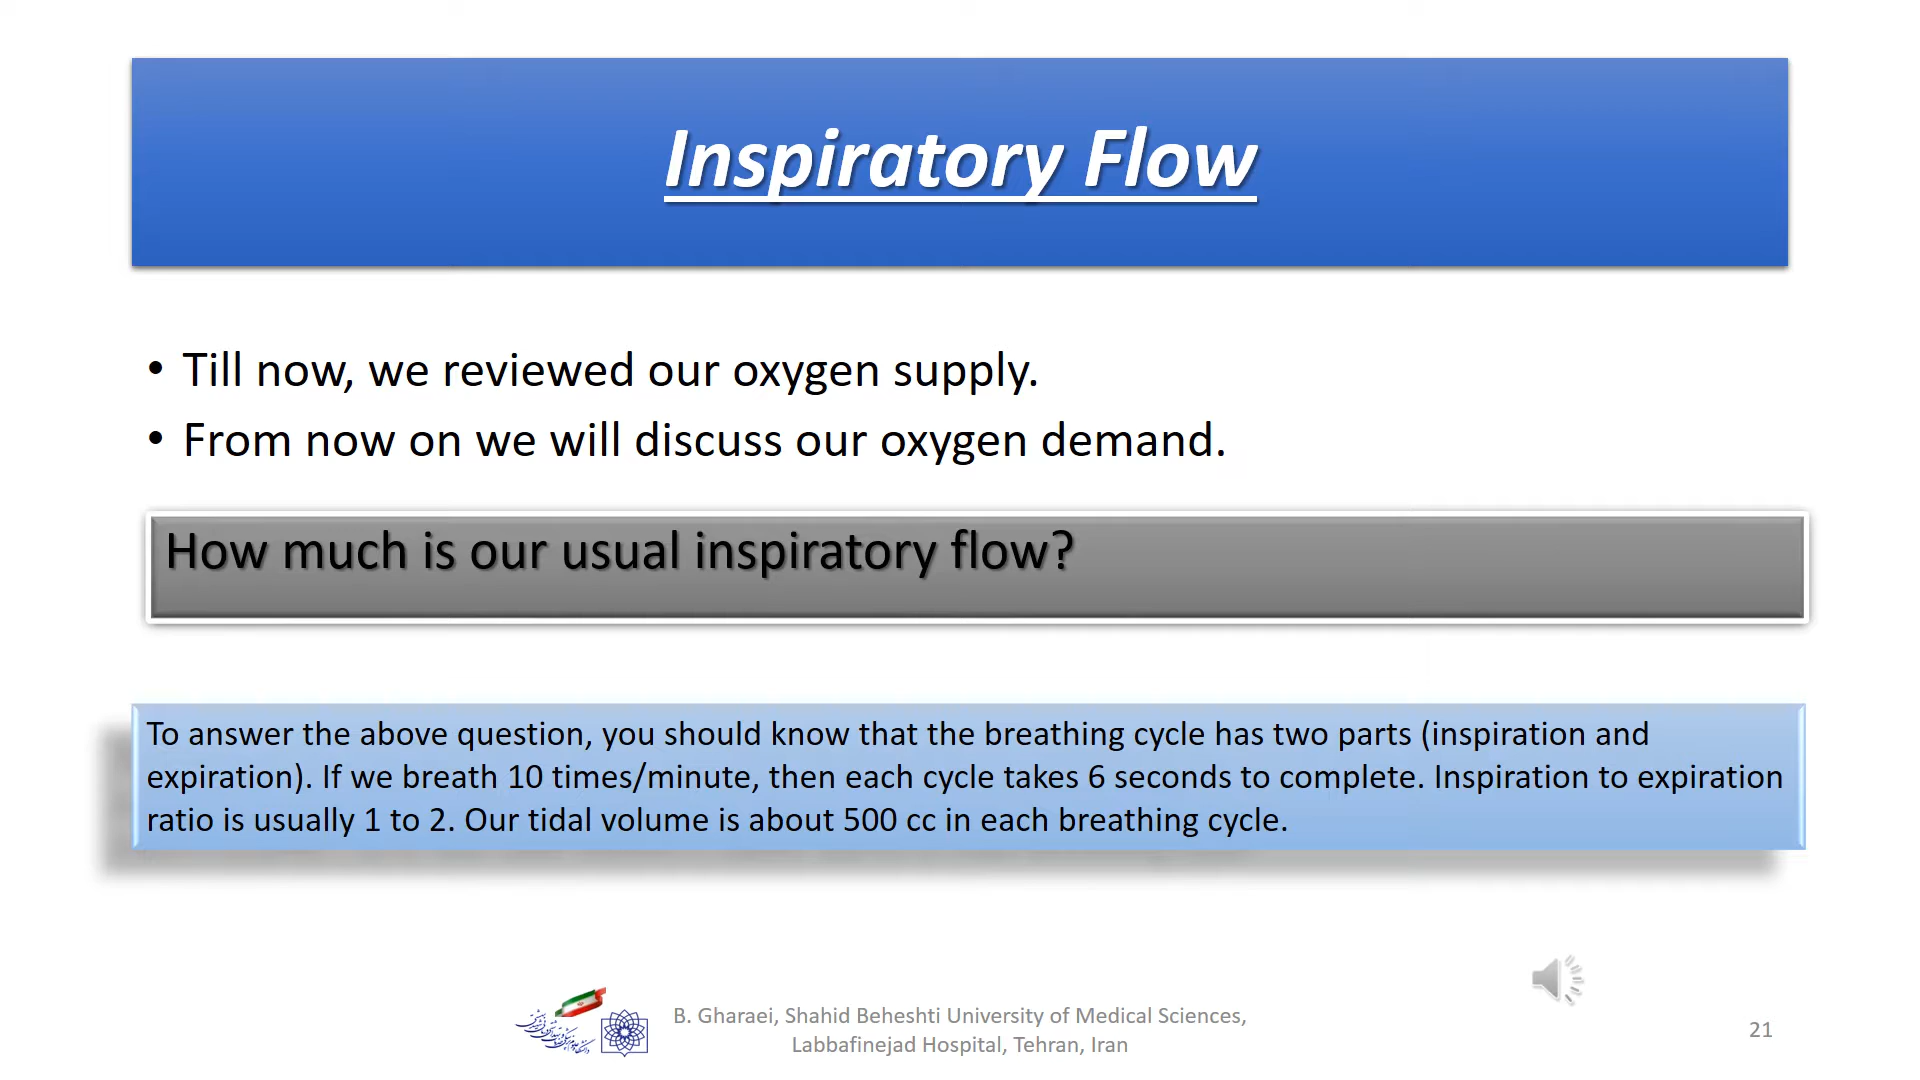 Inspiratory Flow
• Till now, we reviewed our oxygen supply.
• From now on we will discuss our oxygen demand.
How much is our usual inspiratory flow?
To answer the above question, you should know that the breathing cycle has two parts (inspiration and
expiration). If we breath 10 times/minute, then each cycle takes 6 seconds to complete. Inspiration to expiration
ratio is usually 1 to 2. Our tidal volume is about 500 cc in each breathing cycle.
B. Gharaei, Shahid Beheshti University of Medical Sciences,
Labbafinejad Hospital, Tehran, Iran
21